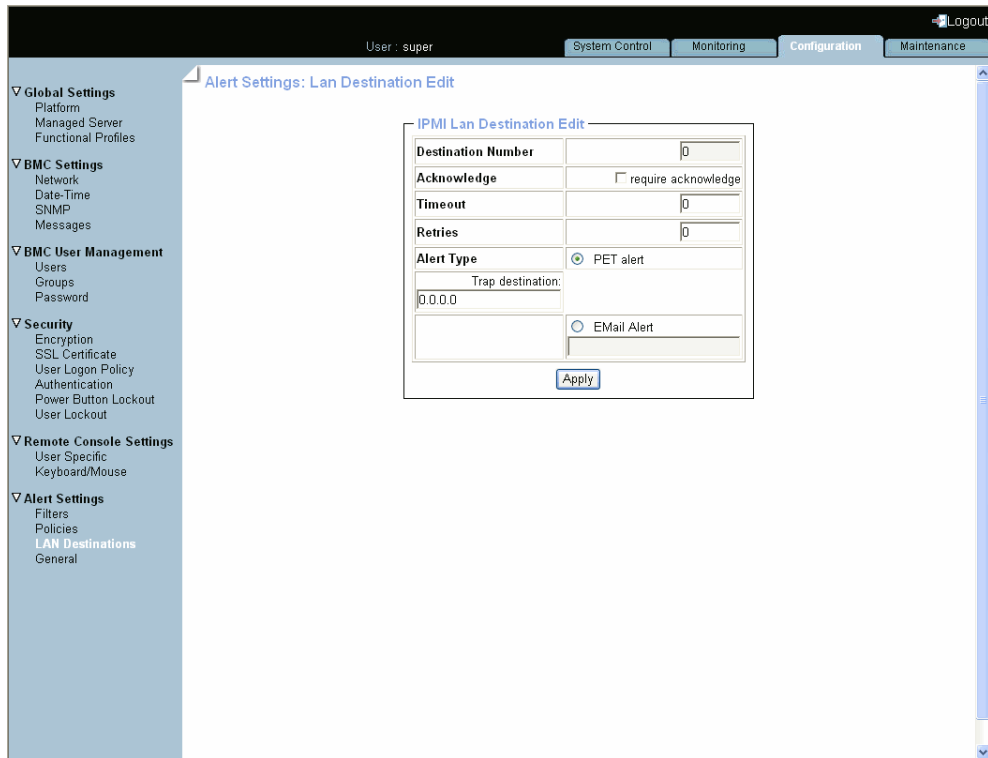 Logout
User : super
System Control
Monitoring
Configuration
Maintenance
Global Settings
Platform
Managed Server
Functional Profiles
BMC Settings
Network
Date-Time
SNMP
Messages
BMC User Management
Users
Groups
Password
Security
Encryption
SSL Certificate
User Logon Policy
Authentication
Power Button Lockout
User Lockout
Remote Console Settings
User Specific
Keyboard/Mouse
Alert Settings
Filters
Policies
LAN Destinations
General
Alert Settings: Lan Destination Edit
IPMI Lan Destination Edit
Destination Number 0
Acknowledge require acknowledge
Timeout 0
Retries 0
Alert Type PET alert
Trap destination:
0.0.0.0
EMail Alert
Apply